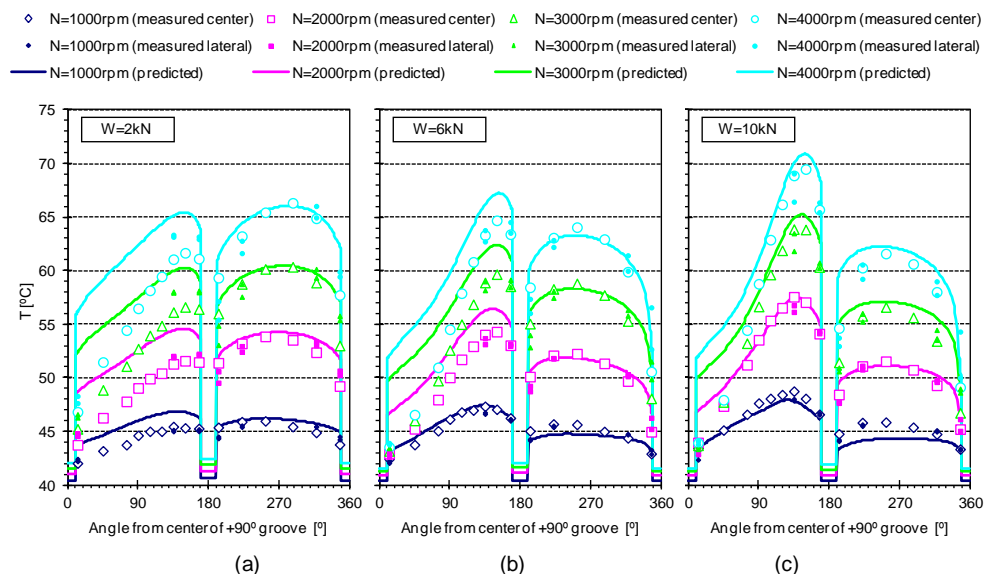 N=1000rpm (measured center) N=2000rpm (measured center) N=3000rpm (measured center) N=4000rpm (measured center)
N=1000rpm (measured lateral) N=2000rpm (measured lateral) N=3000rpm (measured lateral) N=4000rpm (measured lateral)
N=1000rpm (predicted) N=2000rpm (predicted) N=3000rpm (predicted) N=4000rpm (predicted)
75
W=2kN W=6kN W=10kN
70
65
60
T [ºC]
55
50
45
40
0 90 180 270 360 0 90 180 270 360 0 90 180 270 360
Angle from center of +90º groove [º] Angle from center of +90º groove [º] Angle from center of +90º groove [º]
(a) (b) (c)